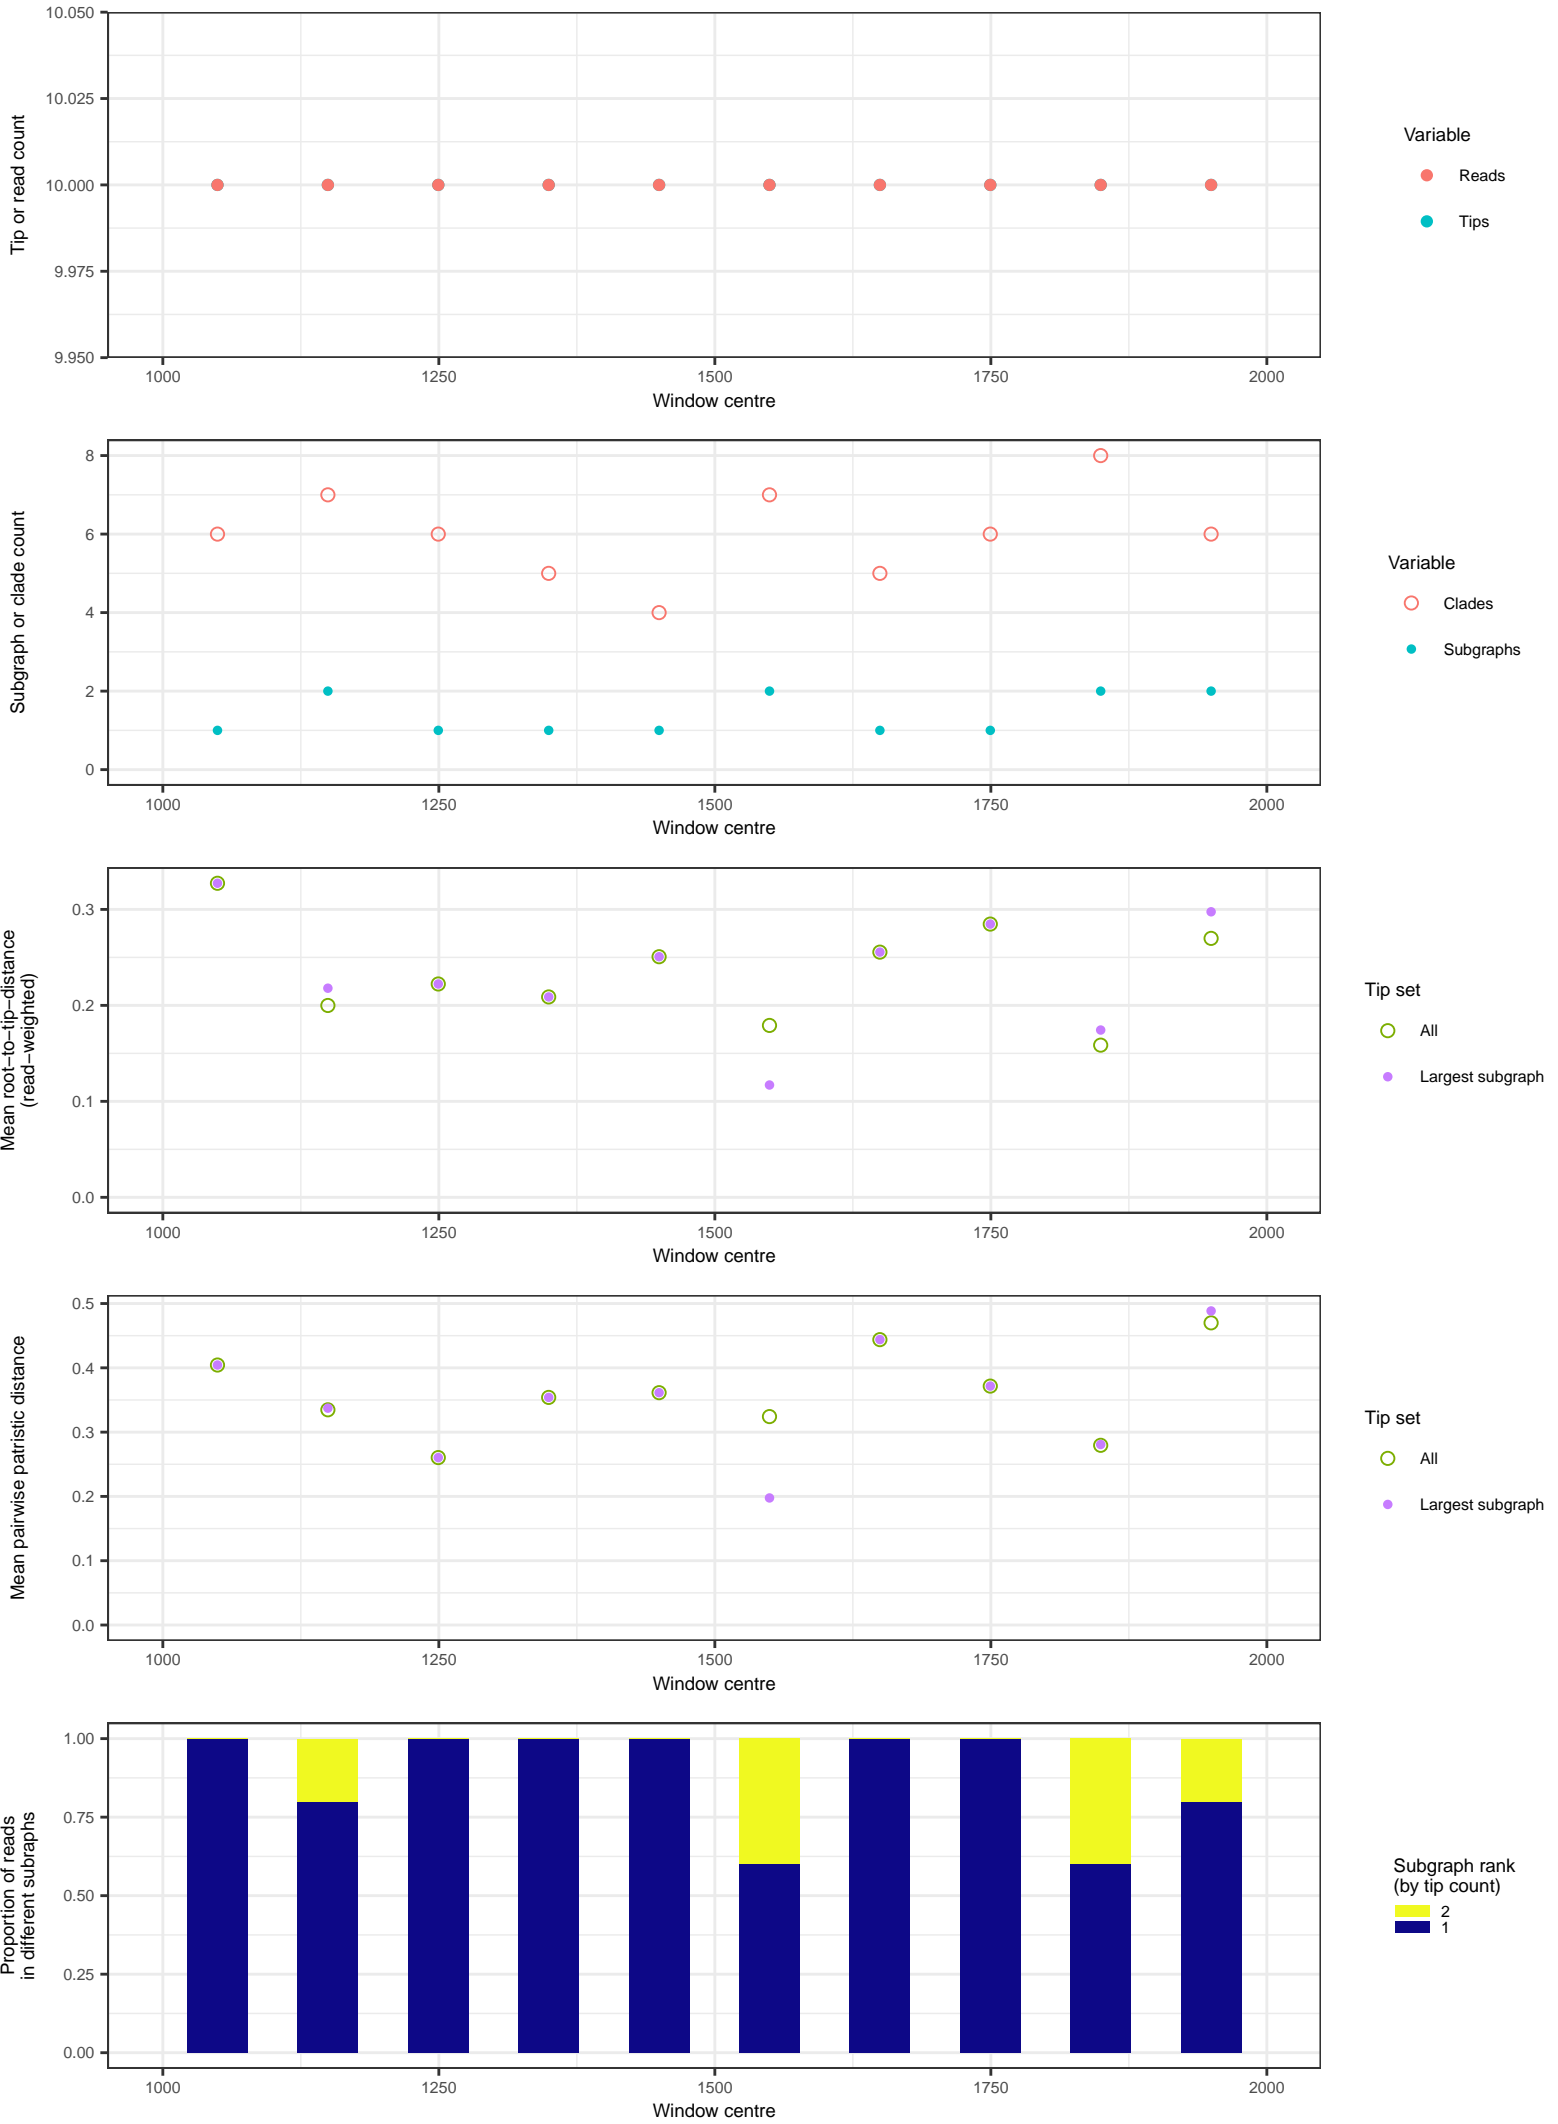 10.050
10.025
10.000
9.975
9.950
Tip or read count
1000 1250 1500 1750 2000
Window centre
Variable
Reads
Tips
8
6
4
2
0
Subgraph or clade count
1000 1250 1500 1750 2000
Window centre
Variable
Clades
Subgraphs
0.3
0.2
0.1
0.0
Mean root−to−tip−distance
(read−weighted)
1000 1250 1500 1750 2000
Window centre
Tip set
All
Largest subgraph
0.5
0.4
0.3
0.2
0.1
0.0
Mean pairwise patristic distance
1000 1250 1500 1750 2000
Window centre
Tip set
All
Largest subgraph
1.00
0.75
0.50
0.25
0.00
Proportion of reads
in different subraphs
1000 1250 1500 1750 2000
Window centre
Subgraph rank
(by tip count)
2
1